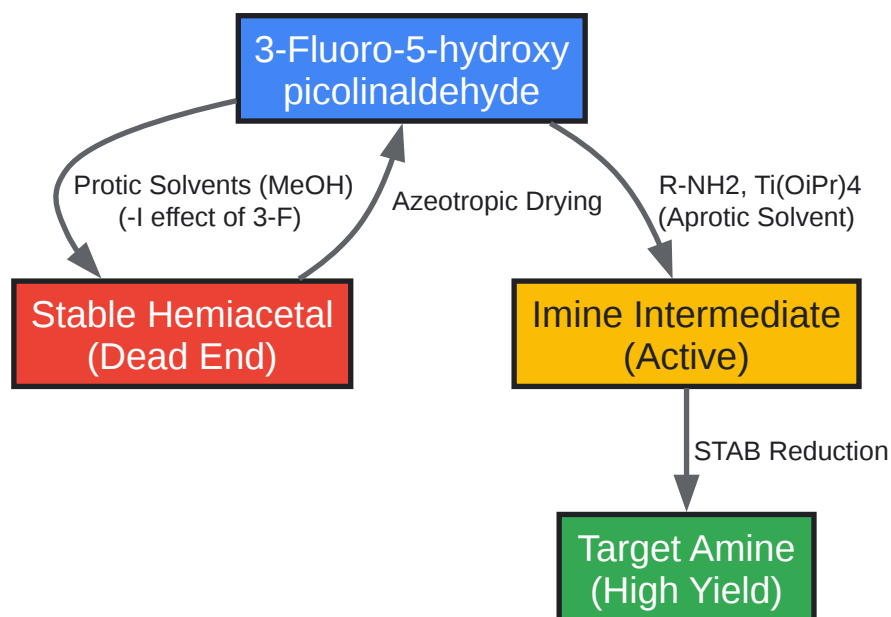 3-Fluoro-5-hydroxy
picolinaldehyde
Protic Solvents (MeOH)
(-I effect of 3-F)
Azeotropic Drying
R-NH2, Ti(OiPr)4
(Aprotic Solvent)
Stable Hemiacetal
(Dead End)
Imine Intermediate
(Active)
STAB Reduction
Target Amine
(High Yield)